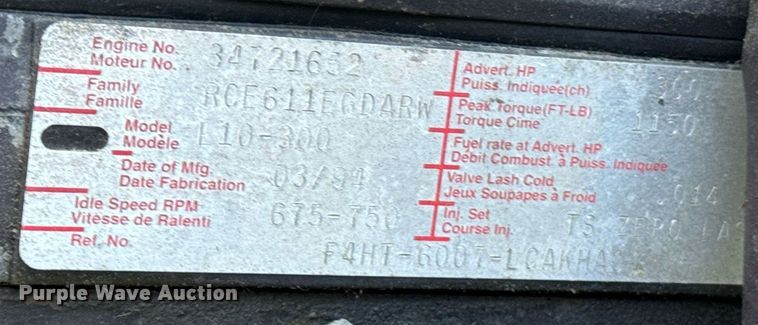 Engine No. 34721652
Moteur No.
Family RCE611EGDARW
Famille
Model L10-300
Modèle
Date of Mfg. 03/94
Date Fabrication
Idle Speed RPM 675-750
Vitesse de Ralenti
Ref. No. F4HT-6007-LCAKHA
Advert. HP 300
Puiss. Indiquée(ch)
Peak Torque(FT-LB) 1150
Torque Cime
Fuel rate at Advert. HP
Débit Combust. à Puiss. Indiquée
Valve Lash Cold .014
Jeux Soupapes à Froid
Inj. Set TS
Course Inj.
Purple Wave Auction